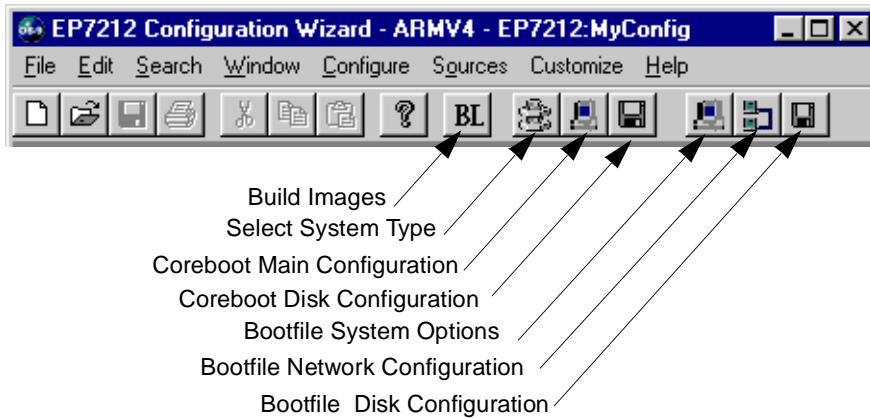 EP7212 Configuration Wizard - ARMV4 - EP7212:MyConfig
File Edit Search Window Configure Sources Customize Help
BL
Build Images
Select System Type
Coreboot Main Configuration
Coreboot Disk Configuration
Bootfile System Options
Bootfile Network Configuration
Bootfile Disk Configuration